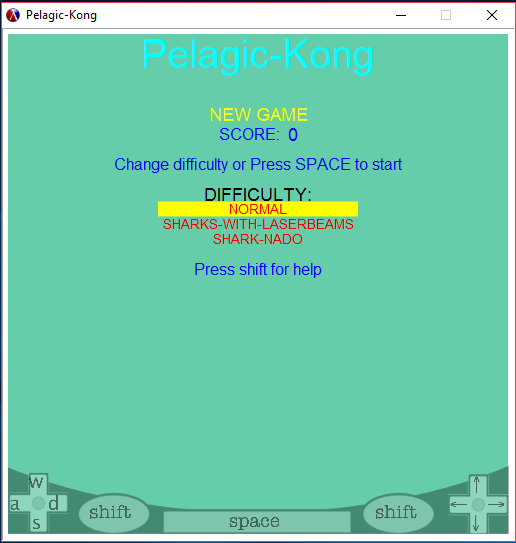 Pelagic-Kong
Pelagic-Kong
NEW GAME
SCORE: 0
Change difficulty or Press SPACE to start
DIFFICULTY:
NORMAL
SHARKS-WITH-LASERBEAMS
SHARK-NADO
Press shift for help
w
a d
s
shift
space
shift